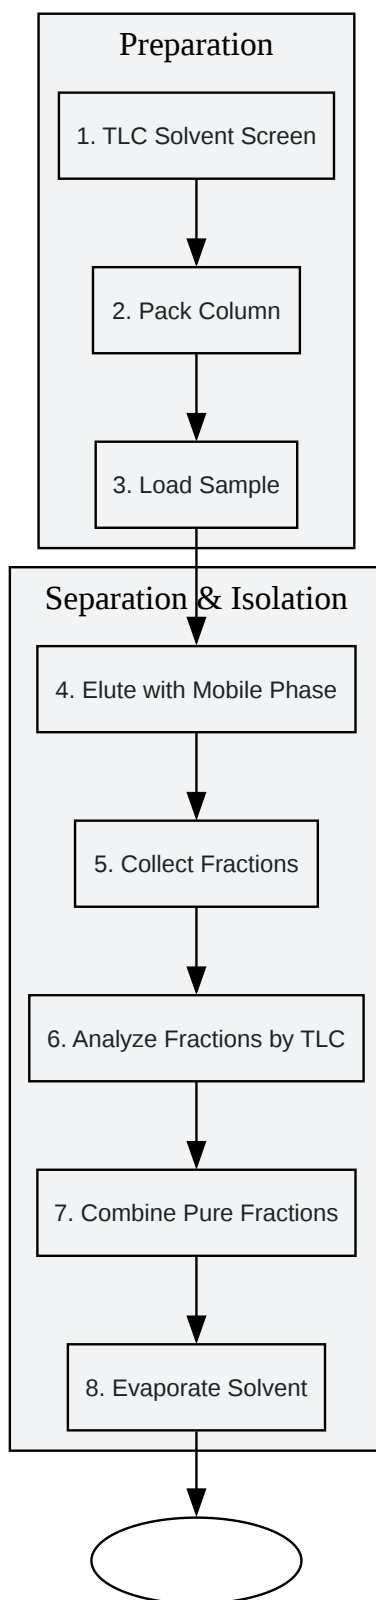 Preparation
1. TLC Solvent Screen
2. Pack Column
3. Load Sample
Separation & Isolation
4. Elute with Mobile Phase
5. Collect Fractions
6. Analyze Fractions by TLC
7. Combine Pure Fractions
8. Evaporate Solvent